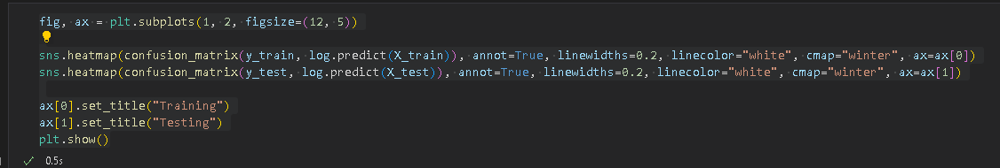 fig, ax = plt.subplots(1, 2, figsize=(12, 5))
sns.heatmap(confusion_matrix(y_train, log.predict(X_train)), annot=True, linewidths=0.2, linecolor="white", cmap="winter", ax=ax[0])
sns.heatmap(confusion_matrix(y_test, log.predict(X_test)), annot=True, linewidths=0.2, linecolor="white", cmap="winter", ax=ax[1])
ax[0].set_title("Training")
ax[1].set_title("Testing")
plt.show()
0.5s